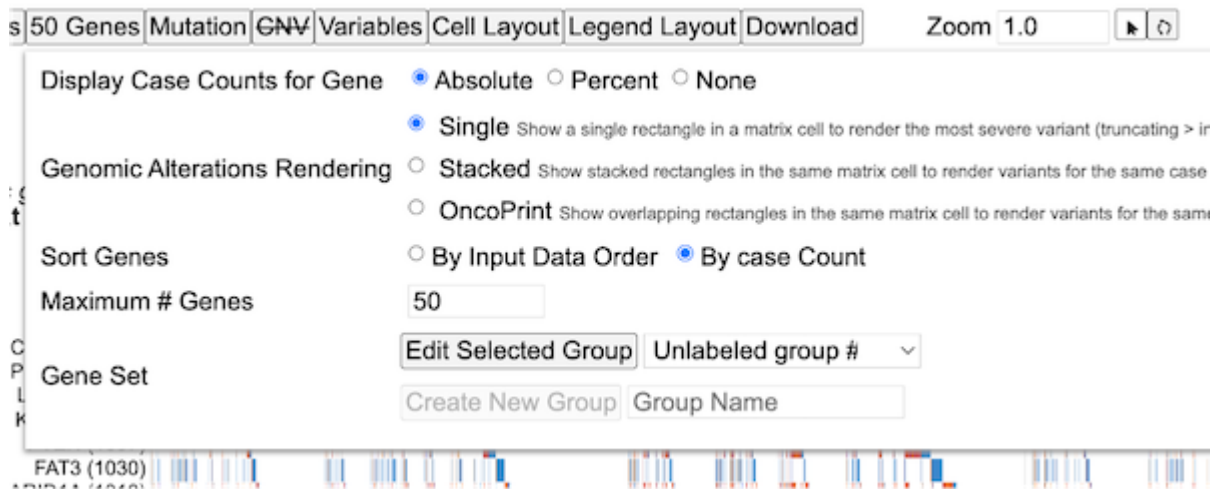 s 50 Genes Mutation CNV Variables Cell Layout Legend Layout Download Zoom 1.0
Display Case Counts for Gene Absolute Percent None
Single Show a single rectangle in a matrix cell to render the most severe variant (truncating > in
Genomic Alterations Rendering Stacked Show stacked rectangles in the same matrix cell to render variants for the same case
OncoPrint Show overlapping rectangles in the same matrix cell to render variants for the same
Sort Genes By Input Data Order By case Count
Maximum # Genes 50
Edit Selected Group Unlabeled group #
Gene Set
Create New Group Group Name
FAT3 (1030)